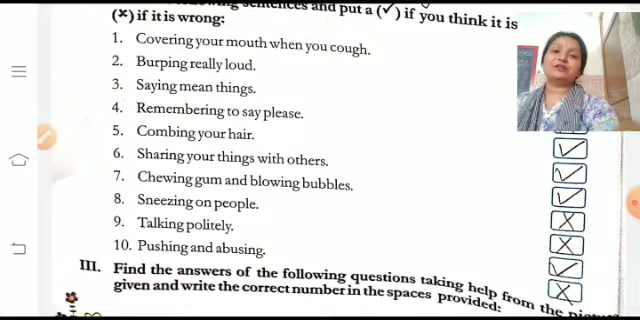 sentences and put a (✓) if you think it is
(✗) if it is wrong:
1. Covering your mouth when you cough.
2. Burping really loud.
3. Saying mean things.
4. Remembering to say please.
5. Combing your hair.
6. Sharing your things with others.
7. Chewing gum and blowing bubbles.
8. Sneezing on people.
9. Talking politely.
10. Pushing and abusing.
III. Find the answers of the following questions taking help from the
given and write the correct number in the spaces provided: